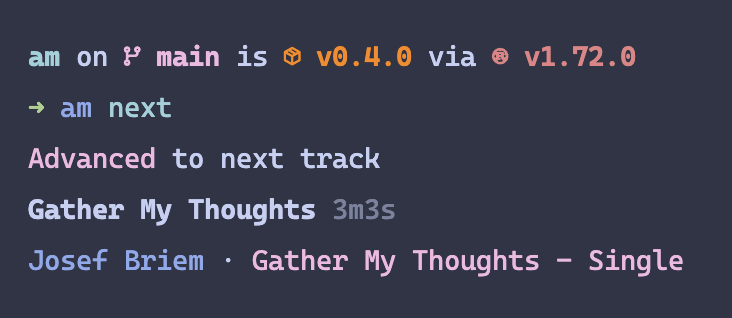 am on main is v0.4.0 via v1.72.0
→ am next
Advanced to next track
Gather My Thoughts 3m3s
Josef Briem · Gather My Thoughts – Single